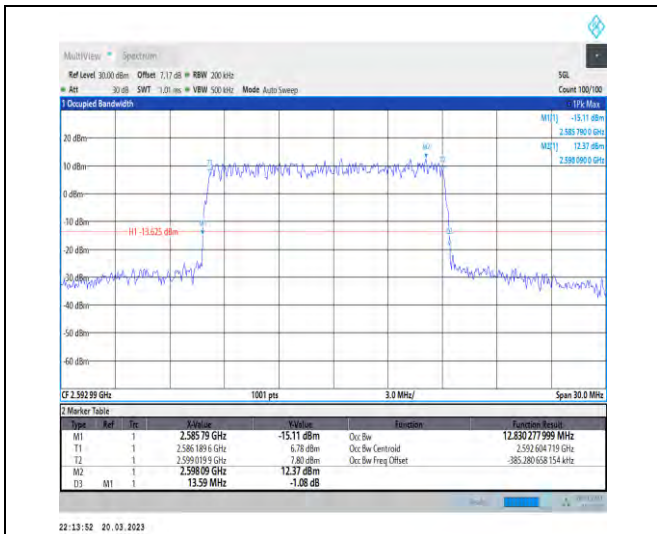 MultiView Spectrum
Ref Level 30.00 dBm Offset 7.17 dB RBW 200 kHz SGL
Att 30 dB SWT 1.01 ms VBW 500 kHz Mode Auto Sweep Count 100/100
1 Occupied Bandwidth 1Pk Max
M1[1] -15.11 dBm
2.585 790 0 GHz
20 dBm
M2[1] 12.37 dBm
2.598 090 0 GHz
M2
10 dBm
0 dBm
-10 dBm
H1 -13.625 dBm
-20 dBm
-30 dBm
-40 dBm
-50 dBm
-60 dBm
CF 2.592 99 GHz 1001 pts 3.0 MHz/ Span 30.0 MHz
2 Marker Table
Type Ref Trc X-Value Y-Value Function Function Result
M1 1 2.585 79 GHz -15.11 dBm Occ Bw 12.830 277 999 MHz
T1 1 2.586 189 6 GHz 6.78 dBm Occ Bw Centroid 2.592 604 719 GHz
T2 1 2.599 019 9 GHz 7.80 dBm Occ Bw Freq Offset -385.280 658 154 kHz
M2 1 2.598 09 GHz 12.37 dBm
D3 M1 1 13.59 MHz -1.08 dB
22:13:52 20.03.2023